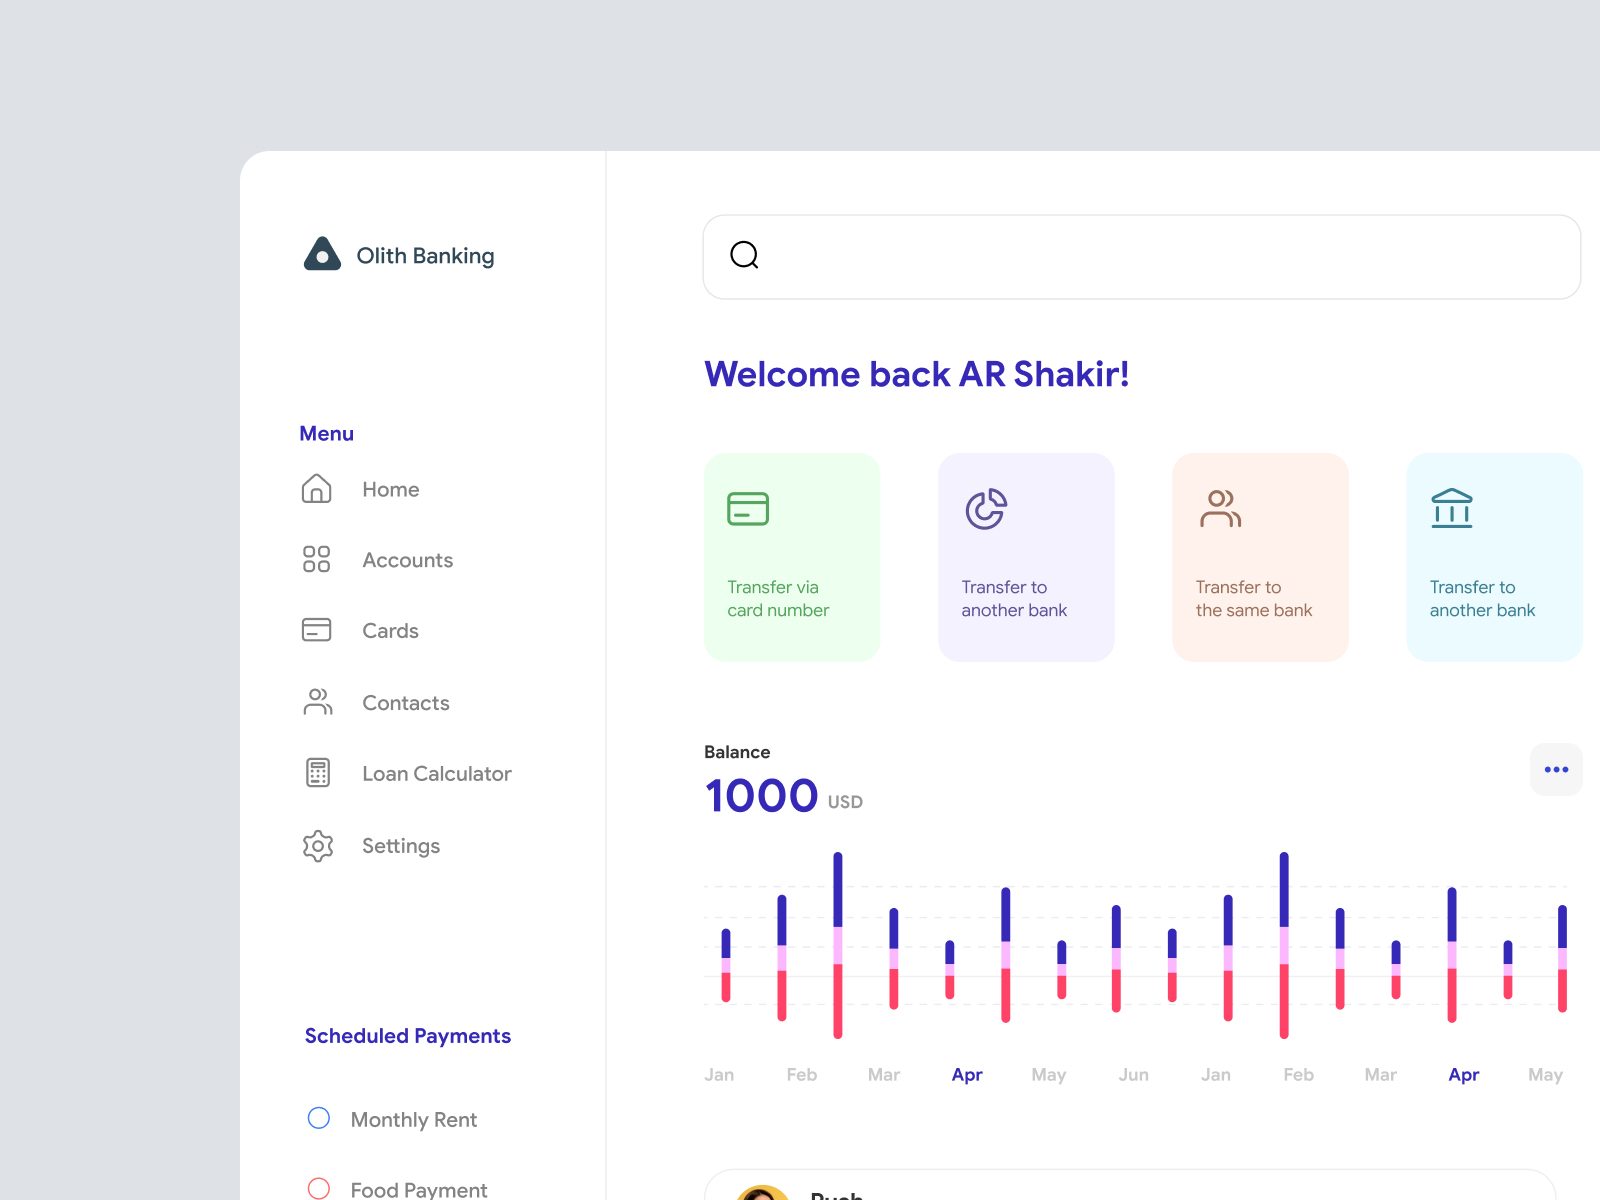 Olith Banking
Menu
Home
Accounts
Cards
Contacts
Loan Calculator
Settings
Scheduled Payments
Monthly Rent
Food Payment
Welcome back AR Shakir!
Transfer via
card number
Transfer to
another bank
Transfer to
the same bank
Transfer to
another bank
Balance
1000 USD
Jan Feb Mar Apr May Jun Jan Feb Mar Apr May